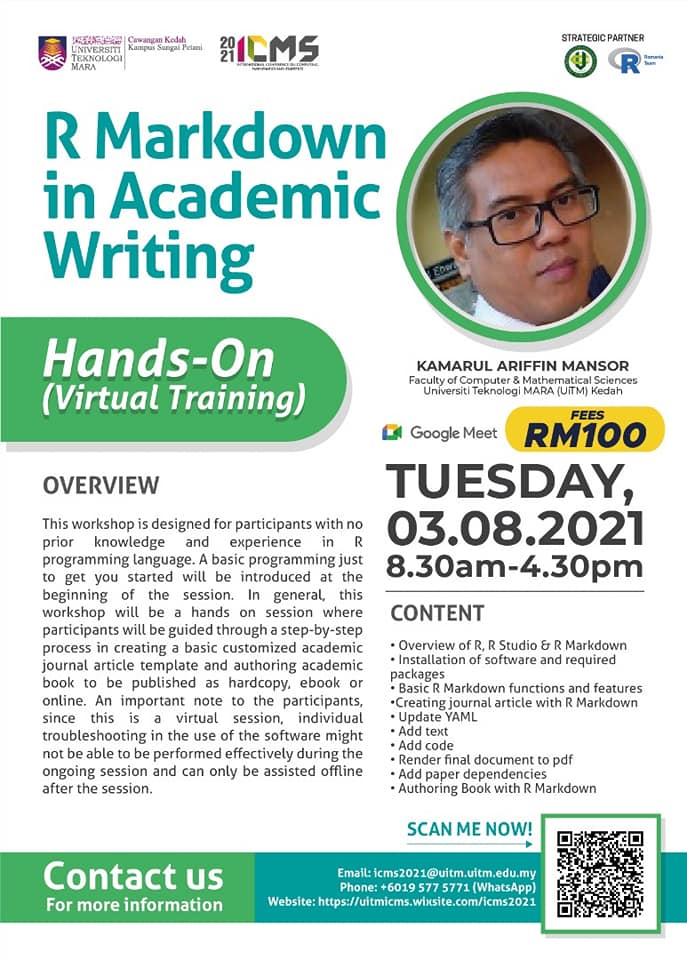 UNIVERSITI
TEKNOLOGI
MARA
Cawangan Kedah
Kampus Sungai Petani
2021 ICMS
STRATEGIC PARTNER
R
Romania
Team
R Markdown
in Academic
Writing
Hands-On
(Virtual Training)
KAMARUL ARIFFIN MANSOR
Faculty of Computer & Mathematical Sciences
Universiti Teknologi MARA (UiTM) Kedah
Google Meet
FEES
RM100
TUESDAY,
03.08.2021
8.30am-4.30pm
OVERVIEW
This workshop is designed for participants with no
prior knowledge and experience in R
programming language. A basic programming just
to get you started will be introduced at the
beginning of the session. In general, this
workshop will be a hands on session where
participants will be guided through a step-by-step
process in creating a basic customized academic
journal article template and authoring academic
book to be published as hardcopy, ebook or
online. An important note to the participants,
since this is a virtual session, individual
troubleshooting in the use of the software might
not be able to be performed effectively during the
ongoing session and can only be assisted offline
after the session.
CONTENT
• Overview of R, R Studio & R Markdown
• Installation of software and required
packages
• Basic R Markdown functions and features
•Creating journal article with R Markdown
• Update YAML
• Add text
• Add code
• Render final document to pdf
• Add paper dependencies
• Authoring Book with R Markdown
SCAN ME NOW!
Contact us
For more information
Email: icms2021@uitm.uitm.edu.my
Phone: +6019 577 5771 (WhatsApp)
Website: https://uitmicms.wixsite.com/icms2021